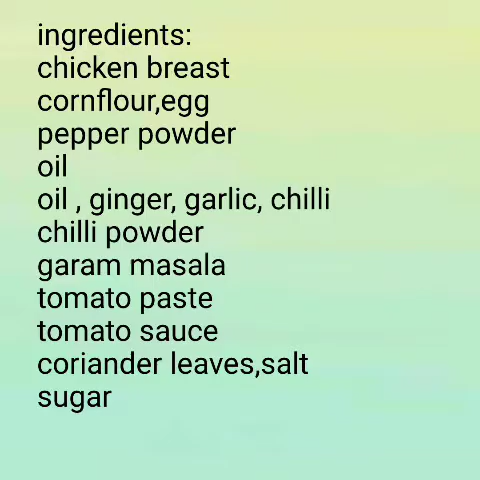 ingredients:
chicken breast
cornflour,egg
pepper powder
oil
oil , ginger, garlic, chilli
chilli powder
garam masala
tomato paste
tomato sauce
coriander leaves,salt
sugar